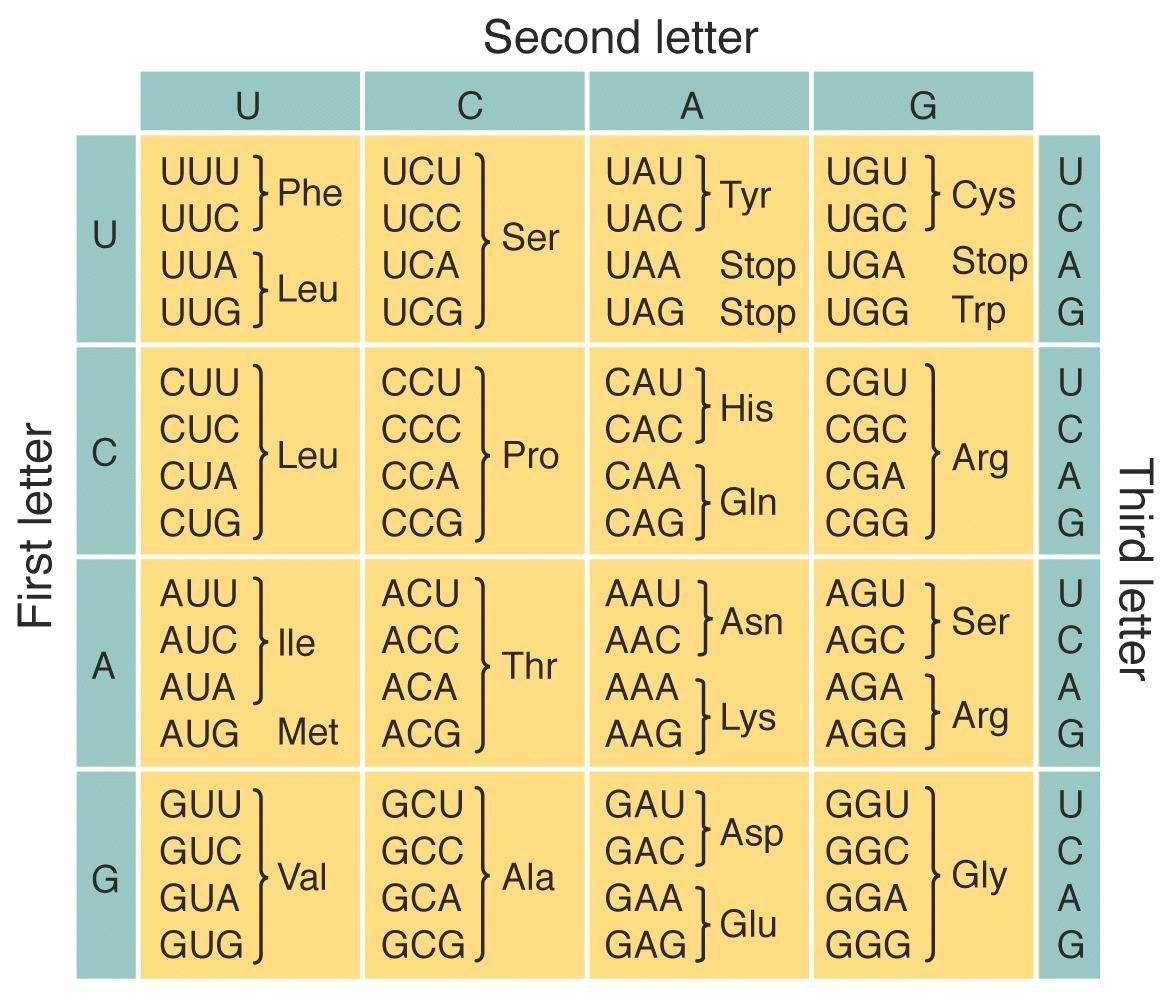 Second letter
U C A G
First letter
U
UUU
UUC
Phe
UUA
UUG
Leu
UCU
UCC
UCA
UCG
Ser
UAU
UAC
Tyr
UAA Stop
UAG Stop
UGU
UGC
Cys
UGA Stop
UGG Trp
U
C
A
G
C
CUU
CUC
CUA
CUG
Leu
CCU
CCC
CCA
CCG
Pro
CAU
CAC
His
CAA
CAG
Gln
CGU
CGC
CGA
CGG
Arg
U
C
A
G
A
AUU
AUC
AUA
Ile
AUG Met
ACU
ACC
ACA
ACG
Thr
AAU
AAC
Asn
AAA
AAG
Lys
AGU
AGC
Ser
AGA
AGG
Arg
U
C
A
G
G
GUU
GUC
GUA
GUG
Val
GCU
GCC
GCA
GCG
Ala
GAU
GAC
Asp
GAA
GAG
Glu
GGU
GGC
GGA
GGG
Gly
U
C
A
G
Third letter